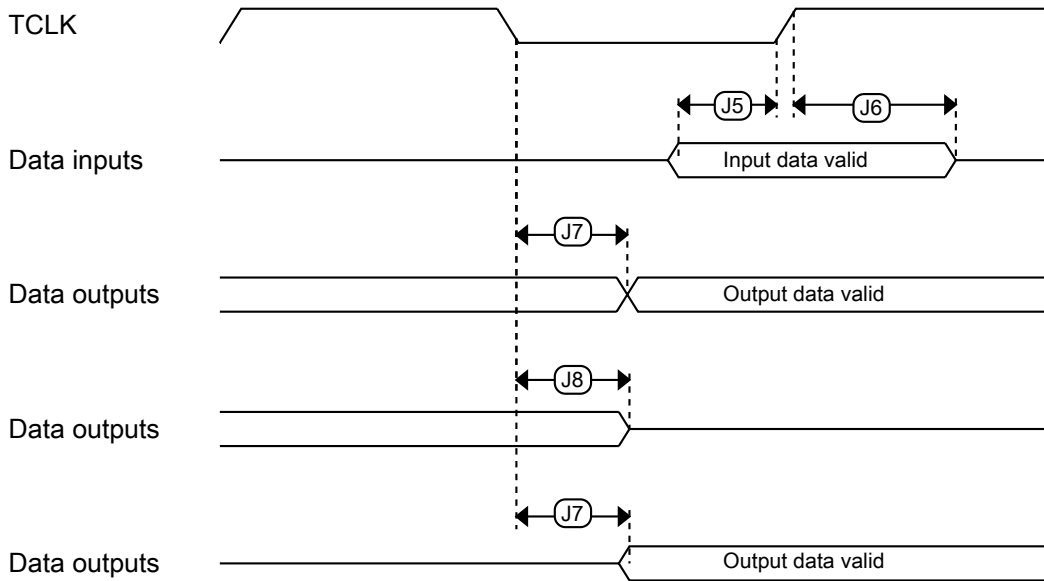 TCLK
J5
J6
Data inputs
Input data valid
J7
Data outputs
Output data valid
J8
Data outputs
J7
Data outputs
Output data valid